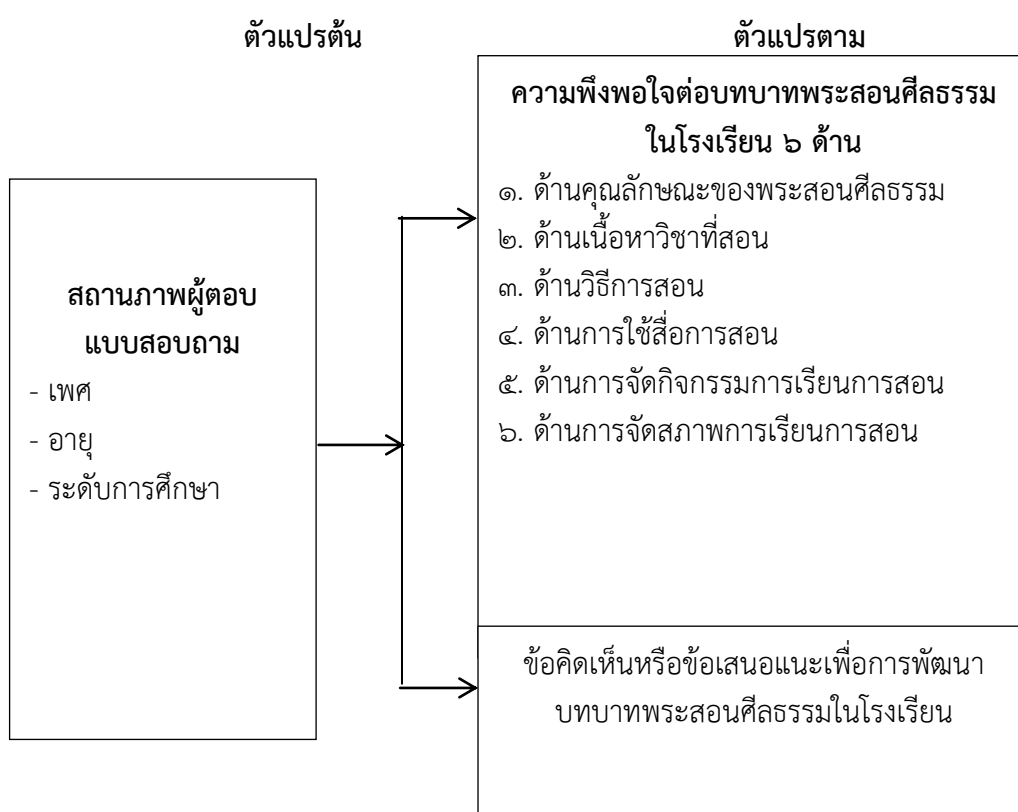 ตัวแปรต้น
ตัวแปรตาม
สถานภาพผู้ตอบ
แบบสอบถาม
- เพศ
- อายุ
- ระดับการศึกษา
ความพึงพอใจต่อบทบาทพระสอนศีลธรรม
ในโรงเรียน ๖ ด้าน
๑. ด้านคุณลักษณะของพระสอนศีลธรรม
๒. ด้านเนื้อหาวิชาที่สอน
๓. ด้านวิธีการสอน
๔. ด้านการใช้สื่อการสอน
๕. ด้านการจัดกิจกรรมการเรียนการสอน
๖. ด้านการจัดสภาพการเรียนการสอน
ข้อคิดเห็นหรือข้อเสนอแนะเพื่อการพัฒนา
บทบาทพระสอนศีลธรรมในโรงเรียน